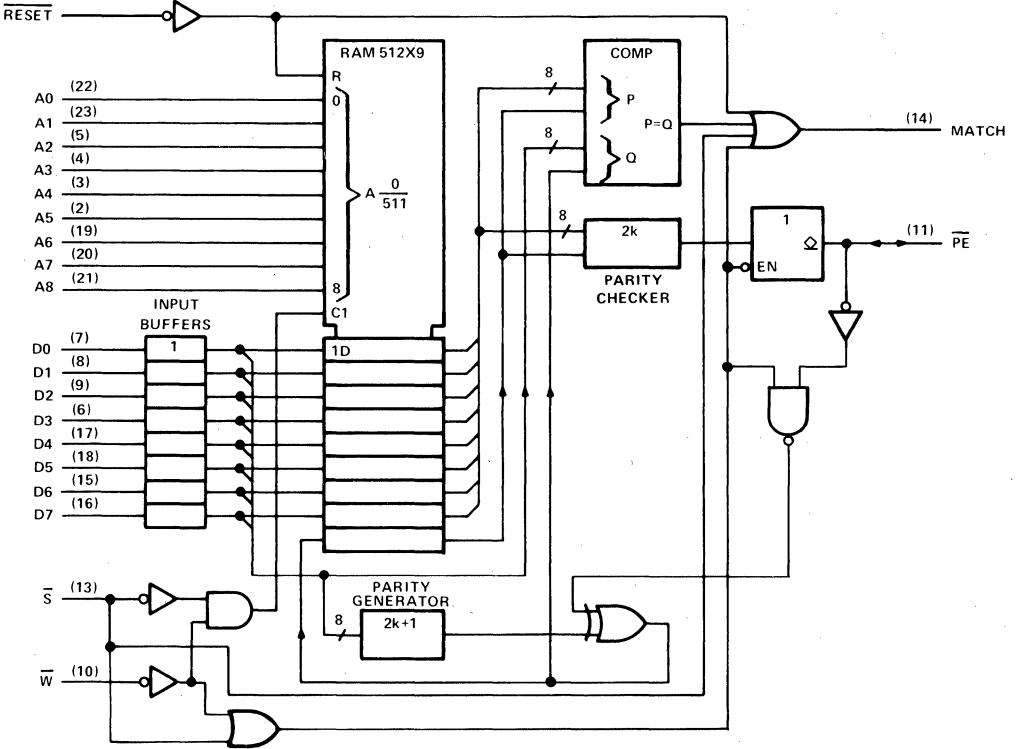 RESET
RAM 512X9
R
0
A 0/511
8
C1
A0 (22)
A1 (23)
A2 (5)
A3 (4)
A4 (3)
A5 (2)
A6 (19)
A7 (20)
A8 (21)
INPUT
BUFFERS
1
1D
D0 (7)
D1 (8)
D2 (9)
D3 (6)
D4 (17)
D5 (18)
D6 (15)
D7 (16)
COMP
8
P
P=Q
8
Q
(14) MATCH
8
2k
PARITY
CHECKER
1
EN
(11) PE
S (13)
W (10)
PARITY
GENERATOR
8
2k+1